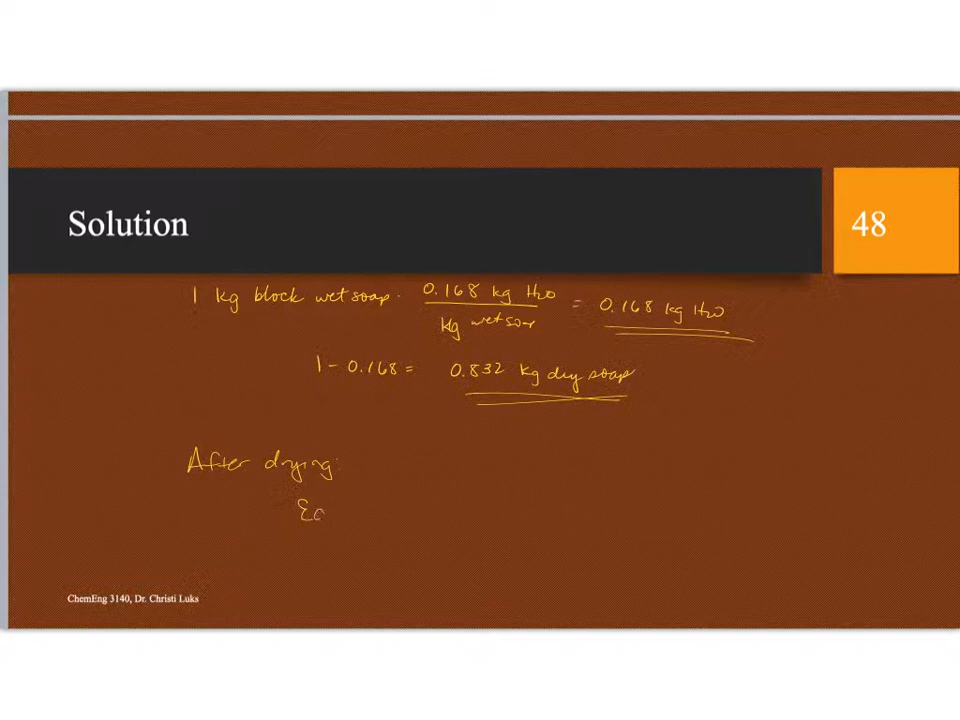 Solution
48
1 kg block wet soap · 0.168 kg H2O / kg wet soap = 0.168 kg H2O
1 - 0.168 = 0.832 kg dry soap
After drying:
ChemEng 3140, Dr. Christi Luks